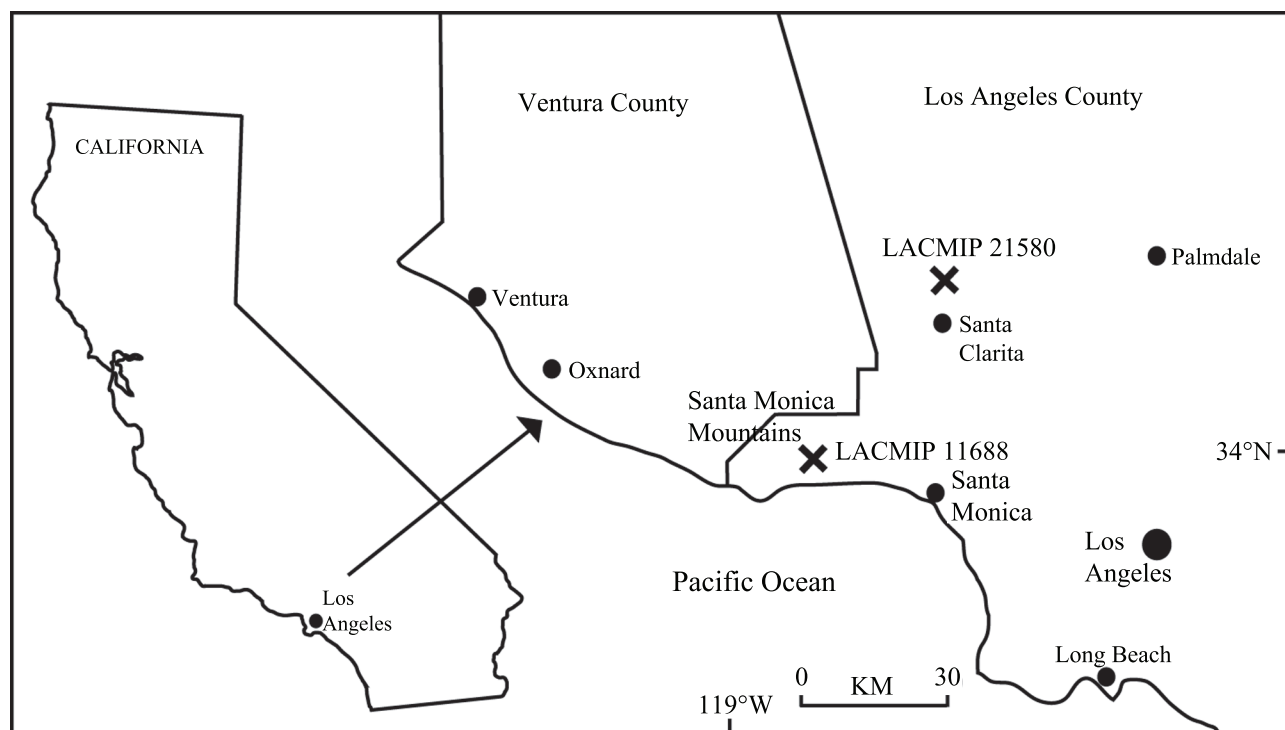 Ventura County
Los Angeles County
CALIFORNIA
LACMIP 21580
Palmdale
Ventura
Santa
Clarita
Oxnard
Santa Monica
Mountains
LACMIP 11688
34°N
Santa
Monica
Los
Angeles
Pacific Ocean
Los
Angeles
Long Beach
0 30
KM
119°W